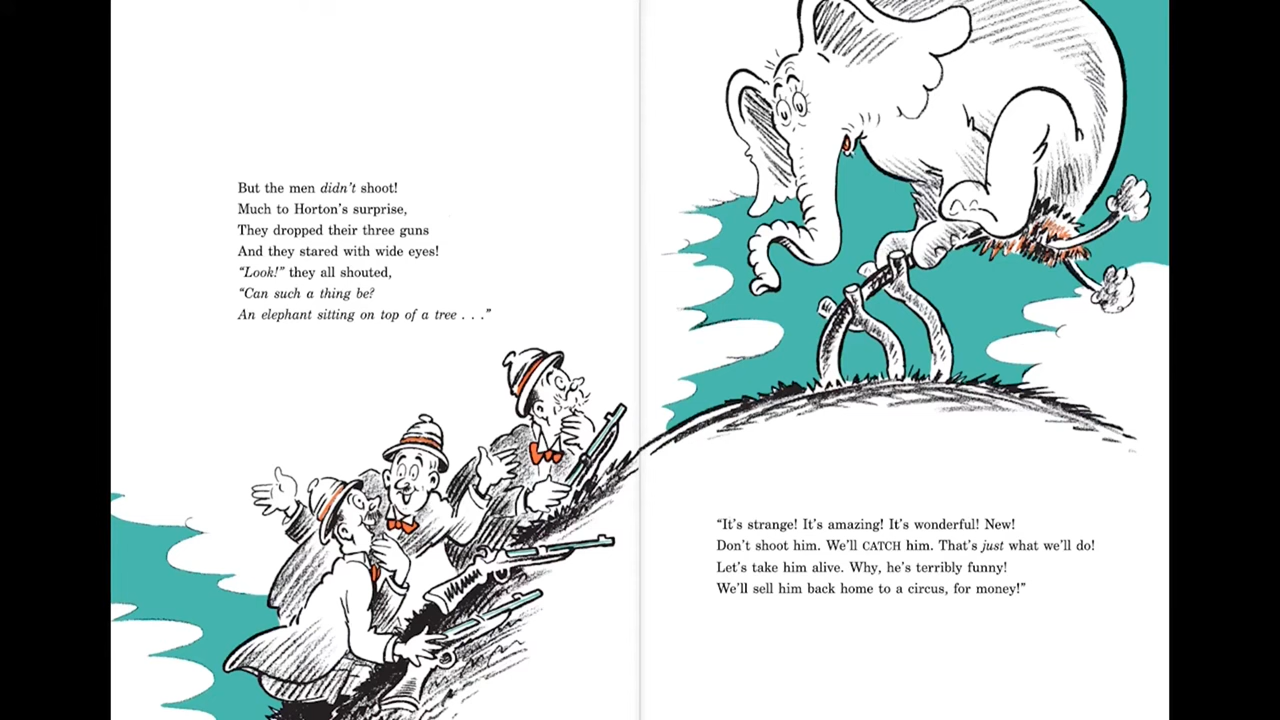 But the men didn't shoot!
Much to Horton's surprise,
They dropped their three guns
And they stared with wide eyes!
“Look!” they all shouted,
“Can such a thing be?
An elephant sitting on top of a tree . . .”
“It's strange! It's amazing! It's wonderful! New!
Don't shoot him. We'll CATCH him. That's just what we'll do!
Let's take him alive. Why, he's terribly funny!
We'll sell him back home to a circus, for money!”